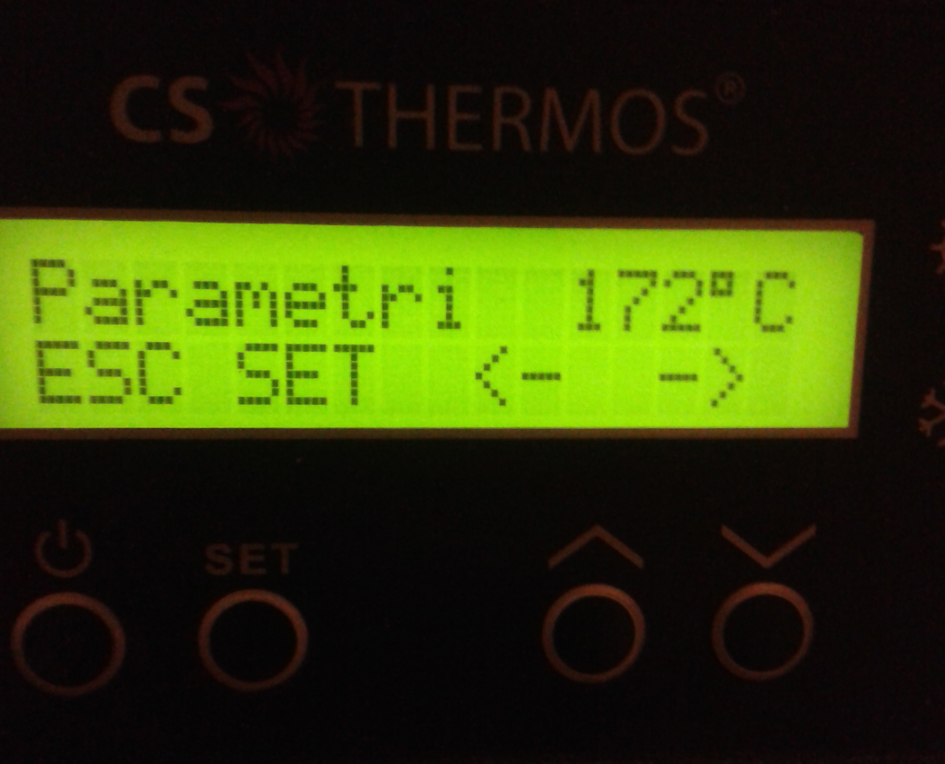 CS THERMOS®
Parametri 172°C
ESC SET <- ->
SET